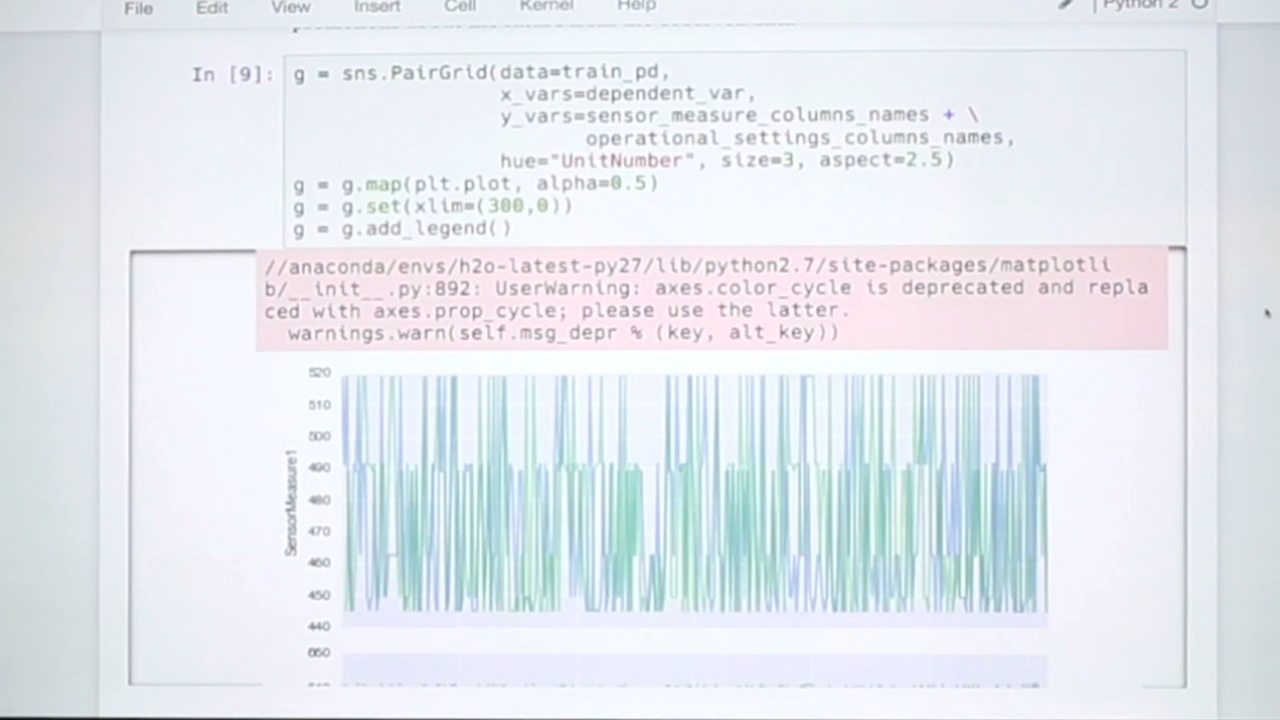 File Edit View Insert Cell Kernel Help
Python 2
In [9]: g = sns.PairGrid(data=train_pd,
x_vars=dependent_var,
y_vars=sensor_measure_columns_names + \
operational_settings_columns_names,
hue="UnitNumber", size=3, aspect=2.5)
g = g.map(plt.plot, alpha=0.5)
g = g.set(xlim=(300,0))
g = g.add_legend()
//anaconda/envs/h2o-latest-py27/lib/python2.7/site-packages/matplotli
b/__init__.py:892: UserWarning: axes.color_cycle is deprecated and repla
ced with axes.prop_cycle; please use the latter.
warnings.warn(self.msg_depr % (key, alt_key))
520
510
500
490
480
470
460
450
440
SensorMeasure1
660